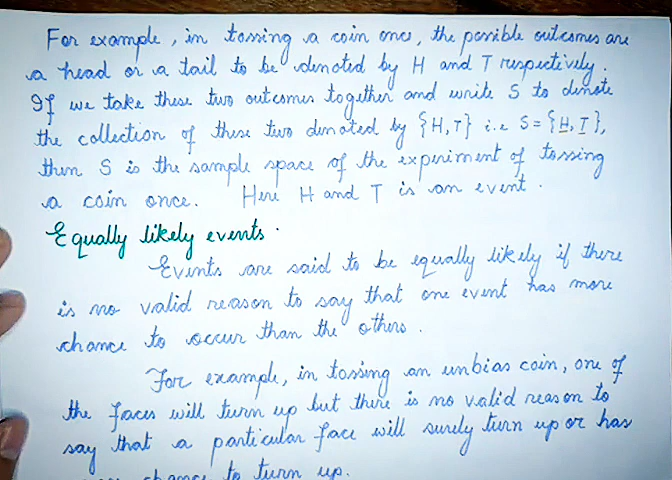 For example, in tossing a coin once, the possible outcomes are
a head or a tail to be denoted by H and T respectively.
If we take these two outcomes together and write S to denote
the collection of these two denoted by {H,T} i.e S={H,T},
then S is the sample space of the experiment of tossing
a coin once. Here H and T is an event.
Equally likely events.
Events are said to be equally likely if there
is no valid reason to say that one event has more
chance to occur than the others.
For example, in tossing an unbias coin, one of
the faces will turn up but there is no valid reason to
say that a particular face will surely turn up or has
chance to turn up.